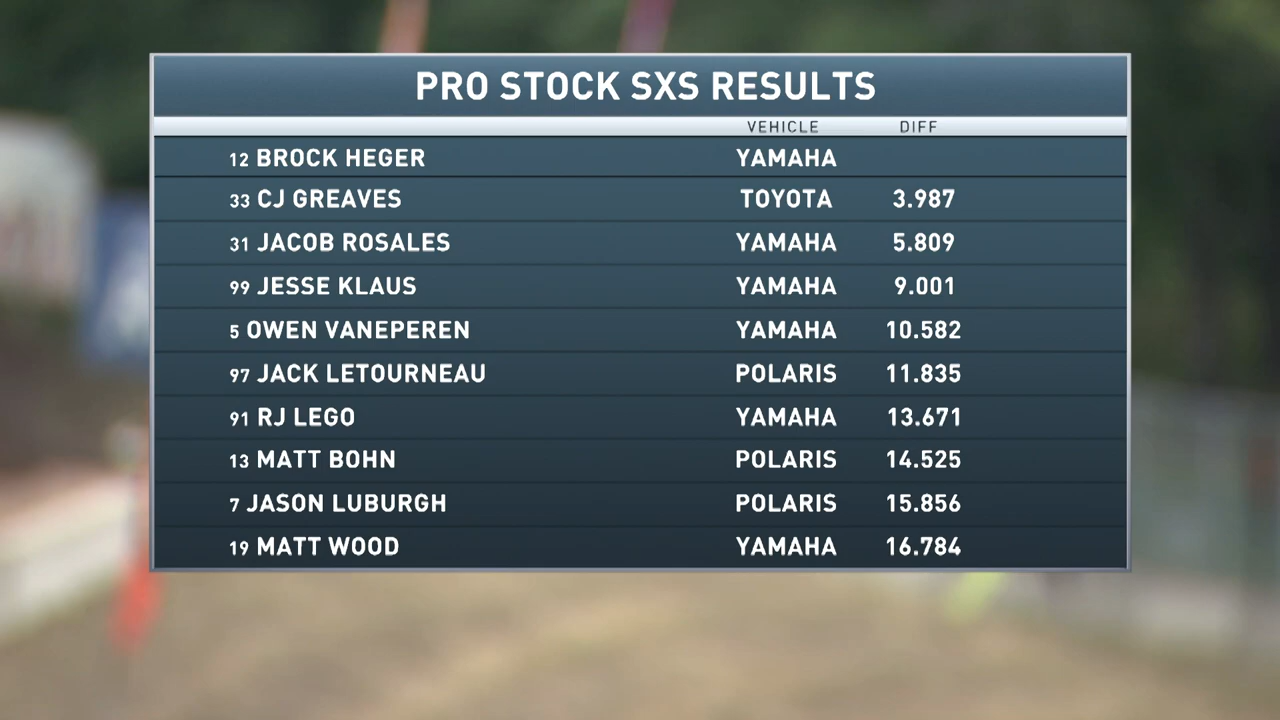 PRO STOCK SXS RESULTS
VEHICLE DIFF
12 BROCK HEGER YAMAHA
33 CJ GREAVES TOYOTA 3.987
31 JACOB ROSALES YAMAHA 5.809
99 JESSE KLAUS YAMAHA 9.001
5 OWEN VANEPEREN YAMAHA 10.582
97 JACK LETOURNEAU POLARIS 11.835
91 RJ LEGO YAMAHA 13.671
13 MATT BOHN POLARIS 14.525
7 JASON LUBURGH POLARIS 15.856
19 MATT WOOD YAMAHA 16.784